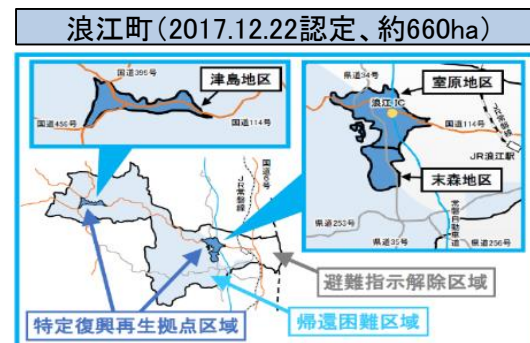 浪江町(2017.12.22認定、約660ha)
国道399号
津島地区
国道459号
国道114号
県道34号
室原地区
浪江IC
国道114号
JR浪江駅
末森地区
県道253号
県道35号
常磐自動車道
県道256号
JR常磐線
国道6号
避難指示解除区域
特定復興再生拠点区域
帰還困難区域